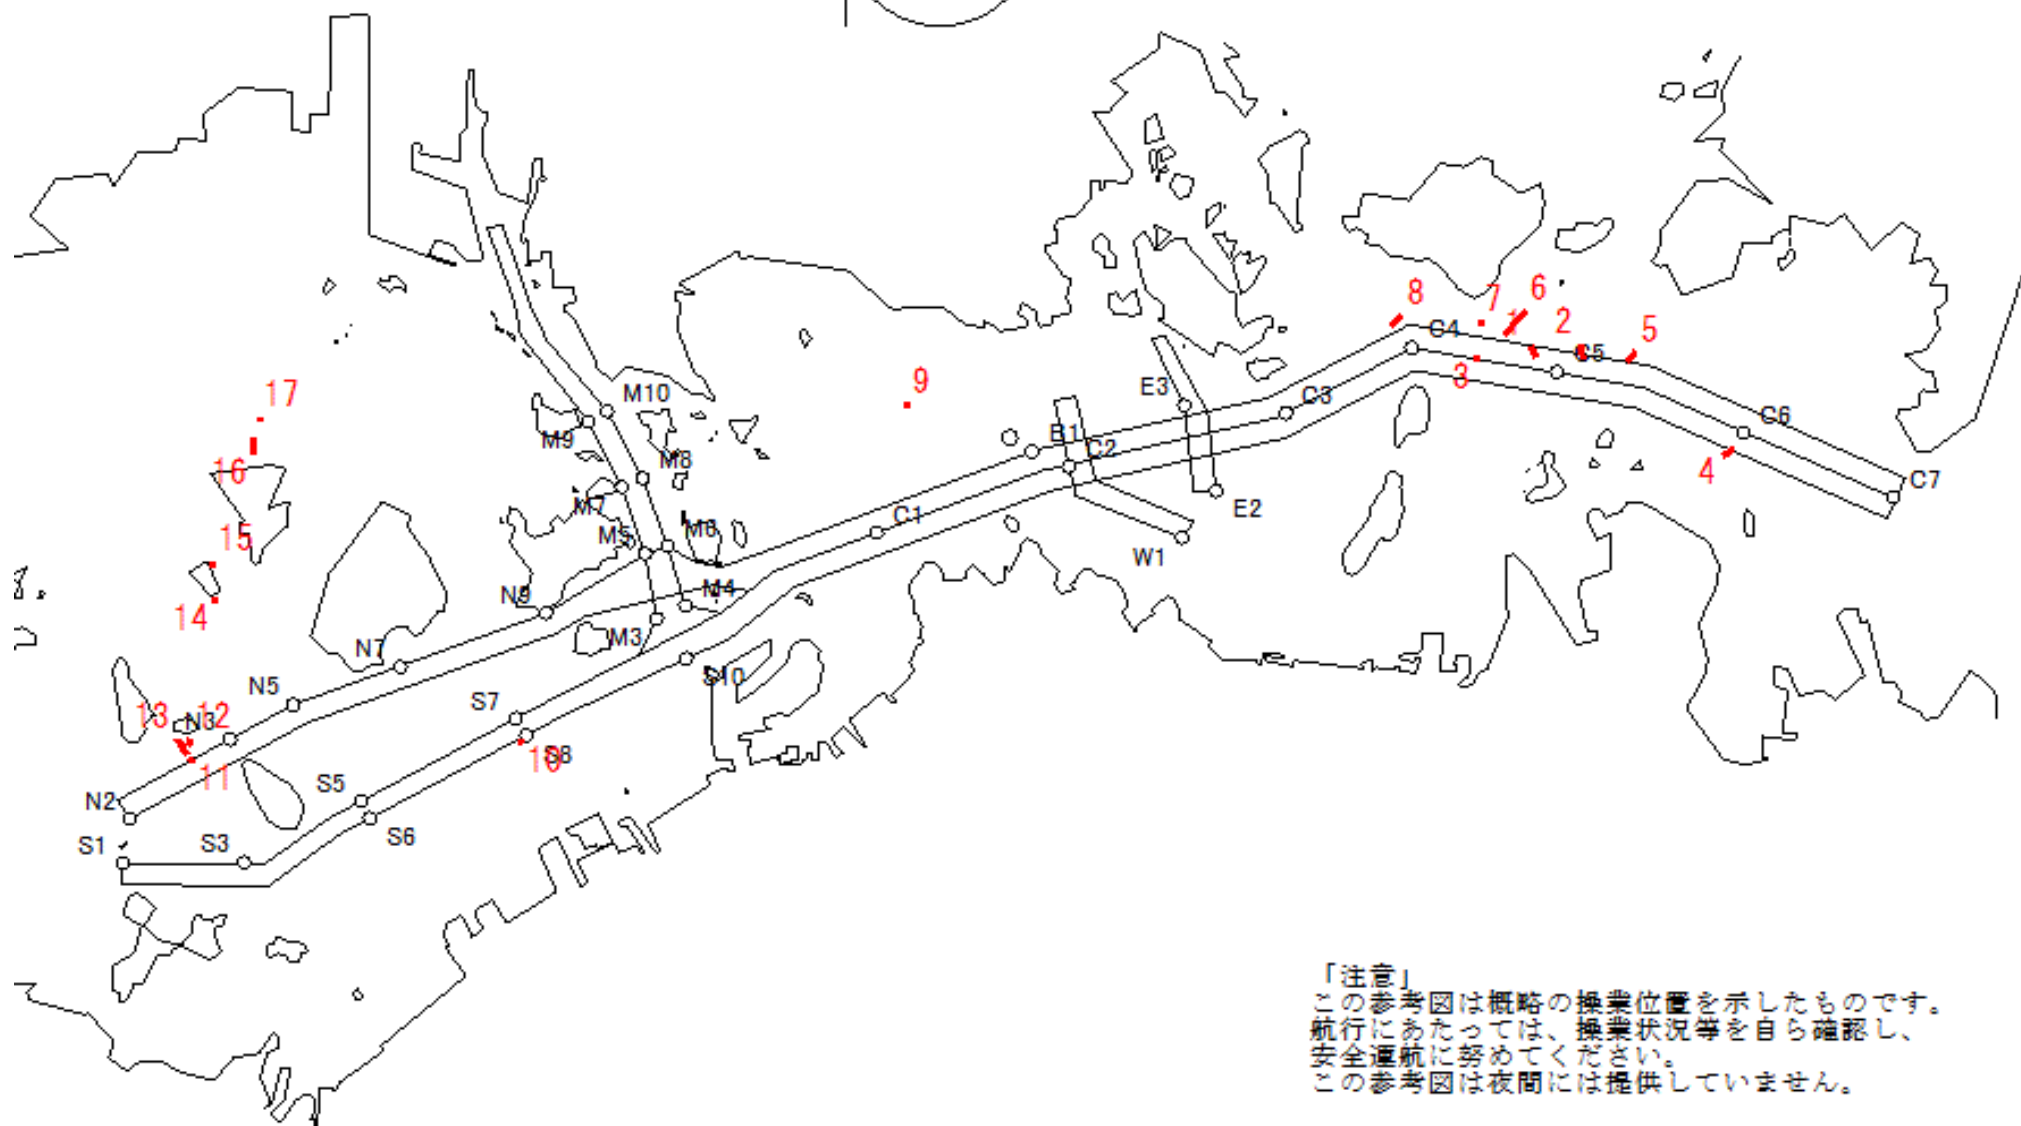 8
7
6
1
2
5
C4
C5
3
M10
E3
9
C3
17
C6
M9
B1
C2
M8
16
4
C7
M7
E2
C1
15
M5
M6
W1
N9
M4
14
M3
N7
S10
N5
S7
13
N3
12
10
S8
11
S5
N2
S6
S1
S3
「注意」
この参考図は概略の操業位置を示したものです。
航行にあたっては、操業状況等を自ら確認し、
安全運航に努めてください。
この参考図は夜間には提供していません。